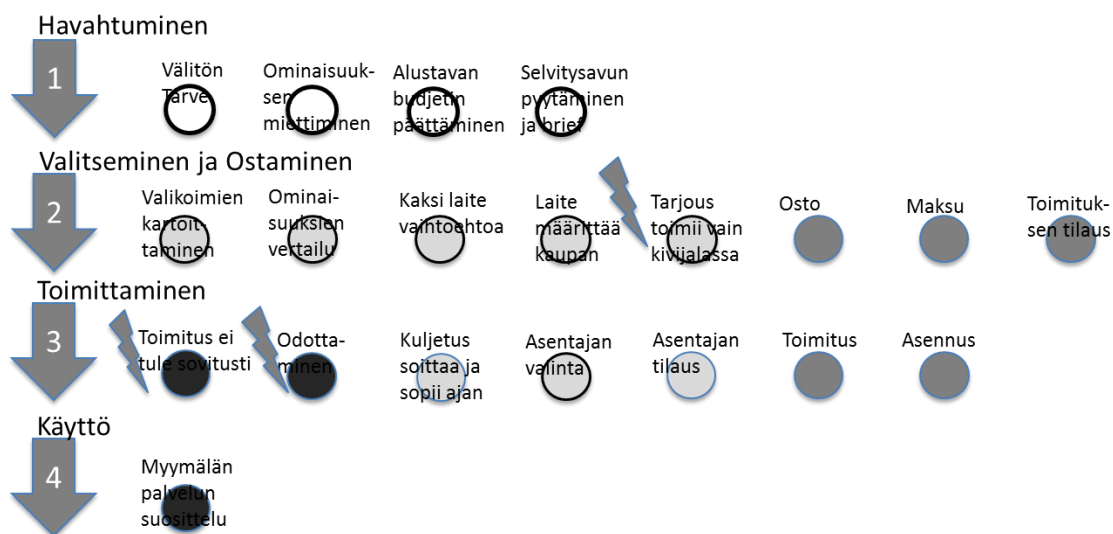 Havahtuminen
1
Välitön
Tarve
Ominaisuuk-
sen
miettiminen
Alustavan
budjetin
päättäminen
Selvitysavun
pyytäminen
ja brief
Valitseminen ja Ostaminen
2
Valikoimien
kartoit-
taminen
Ominai-
suuksien
vertailu
Kaksi laite
vaihtoehtoa
Laite
määrittää
kaupan
Tarjous
toimii vain
kivijalassa
Osto
Maksu
Toimituk-
sen tilaus
Toimittaminen
3
Toimitus ei
tule sovitusti
Odotta-
minen
Kuljetus
soittaa ja
sopii ajan
Asentajan
valinta
Asentajan
tilaus
Toimitus
Asennus
Käyttö
4
Myymälän
palvelun
suosittelu